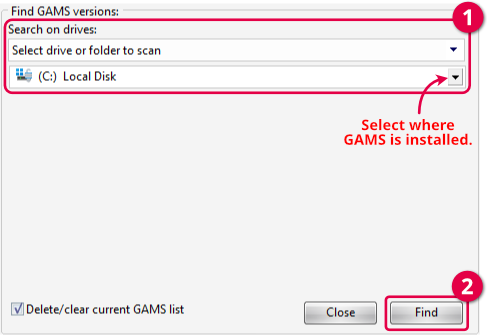 Find GAMS versions:
1
Search on drives:
Select drive or folder to scan
(C:) Local Disk
Select where
GAMS is installed.
2
Delete/clear current GAMS list
Close
Find